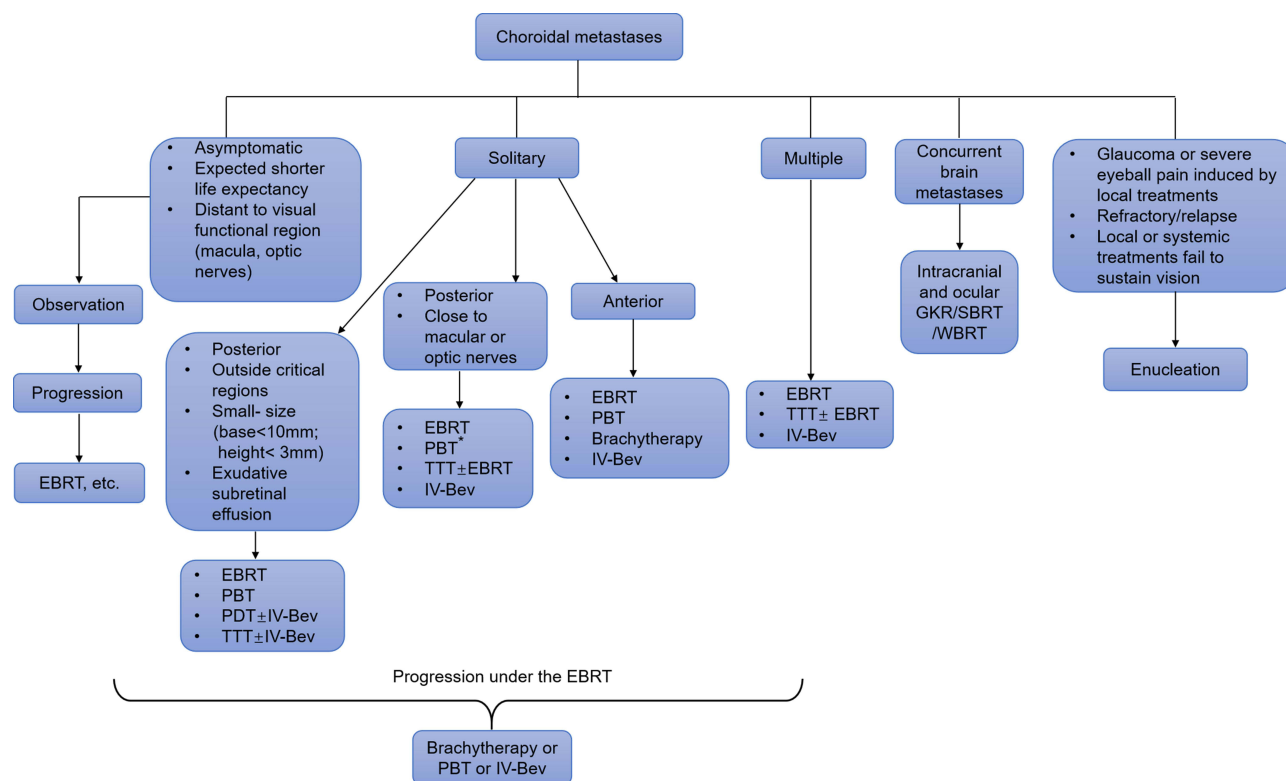 Choroidal metastases
• Asymptomatic
• Expected shorter
life expectancy
• Distant to visual
functional region
(macula, optic
nerves)
Observation
Progression
EBRT, etc.
Solitary
• Posterior
• Outside critical
regions
• Small- size
(base<10mm;
height< 3mm)
• Exudative
subretinal
effusion
• EBRT
• PBT
• PDT±IV-Bev
• TTT±IV-Bev
• Posterior
• Close to
macular or
optic nerves
• EBRT
• PBT*
• TTT±EBRT
• IV-Bev
Anterior
• EBRT
• PBT
• Brachytherapy
• IV-Bev
Multiple
• EBRT
• TTT± EBRT
• IV-Bev
Concurrent
brain
metastases
Intracranial
and ocular
GKR/SBRT
/WBRT
• Glaucoma or severe
eyeball pain induced by
local treatments
• Refractory/relapse
• Local or systemic
treatments fail to
sustain vision
Enucleation
Progression under the EBRT
Brachytherapy or
PBT or IV-Bev